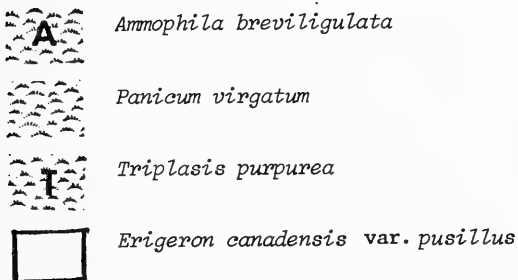 A Ammophila breviligulata
Panicum virgatum
T Triplasis purpurea
Erigeron canadensis var. pusillus